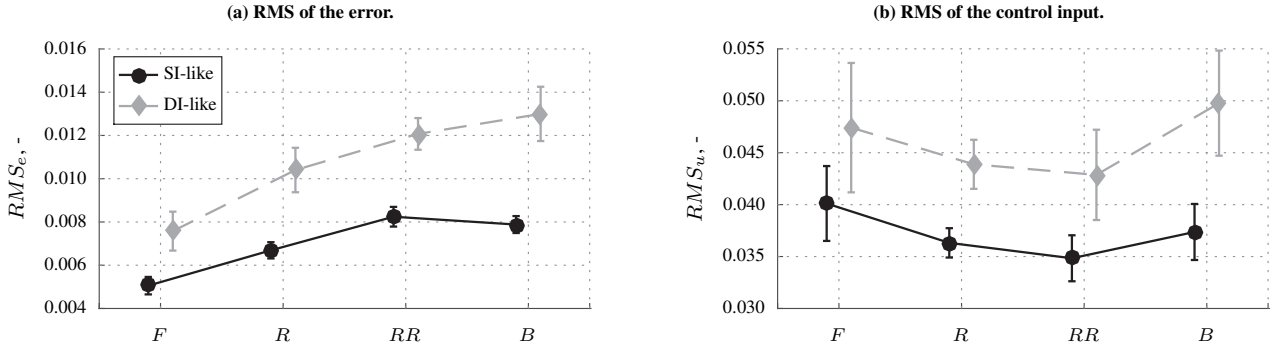 (a) RMS of the error.
0.016
0.014
0.012
0.010
0.008
0.006
0.004
RMS_e, -
SI-like
DI-like
F R RR B
(b) RMS of the control input.
0.055
0.050
0.045
0.040
0.035
0.030
RMS_u, -
F R RR B